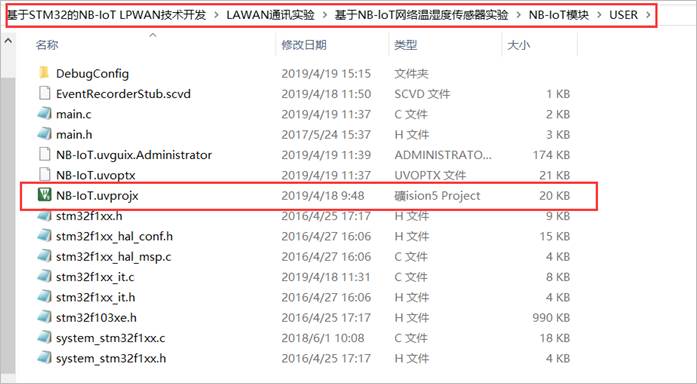 基于STM32的NB-IoT LPWAN技术开发 > LAWAN通讯实验 > 基于NB-IoT网络温湿度传感器实验 > NB-IoT模块 > USER >
名称 修改日期 类型 大小
DebugConfig 2019/4/19 15:15 文件夹
EventRecorderStub.scvd 2019/4/18 11:50 SCVD 文件 1 KB
main.c 2019/4/19 11:39 C 文件 2 KB
main.h 2017/5/24 15:37 H 文件 3 KB
NB-IoT.uvguix.Administrator 2019/4/19 11:39 ADMINISTRATO... 174 KB
NB-IoT.uvoptx 2019/4/19 11:39 UVOPTX 文件 21 KB
NB-IoT.uvprojx 2019/4/18 9:48 礦ision5 Project 20 KB
stm32f1xx.h 2016/4/25 17:17 H 文件 9 KB
stm32f1xx_hal_conf.h 2016/4/27 16:06 H 文件 15 KB
stm32f1xx_hal_msp.c 2016/4/27 16:06 C 文件 4 KB
stm32f1xx_it.c 2019/4/18 11:31 C 文件 8 KB
stm32f1xx_it.h 2016/4/27 16:06 H 文件 4 KB
stm32f103xe.h 2016/4/25 17:17 H 文件 990 KB
system_stm32f1xx.c 2018/6/1 10:08 C 文件 18 KB
system_stm32f1xx.h 2016/4/25 17:17 H 文件 4 KB